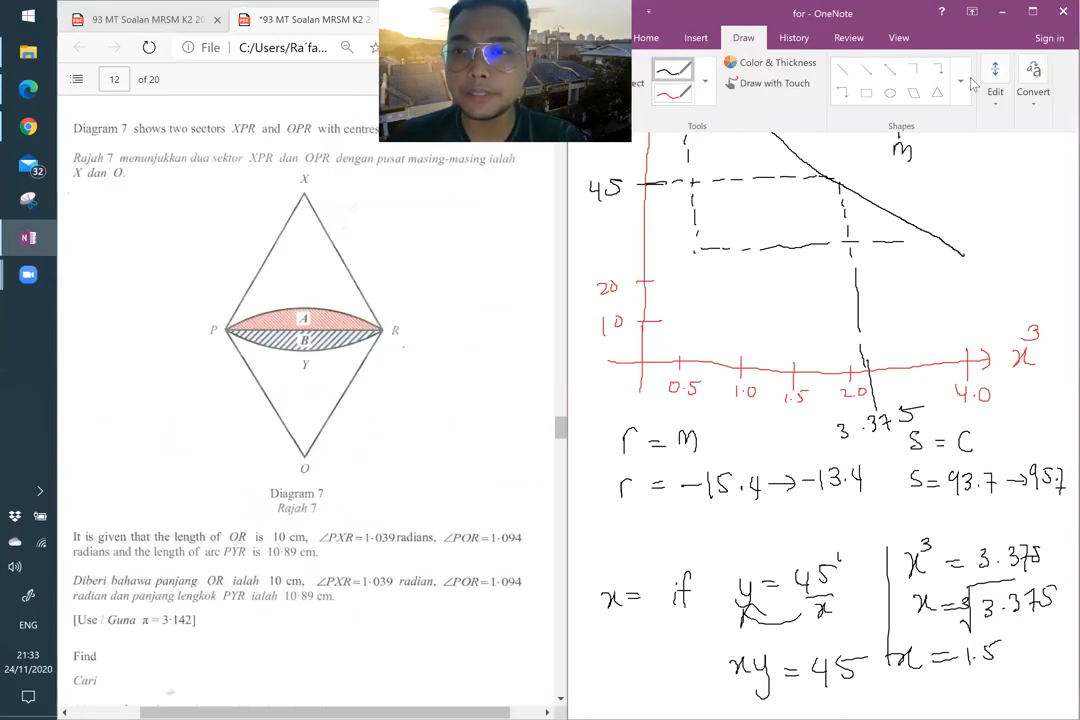 93 MT Soalan MRSM K2 20
*93 MT Soalan MRSM K2 2
for - OneNote
File
C:/Users/Ra´fa
Home
Insert
Draw
History
Review
View
Sign in
12
of 20
Color & Thickness
Draw with Touch
Edit
Convert
Tools
Shapes
32
Diagram 7 shows two sectors XPR and OPR with centres
Rajah 7 menunjukkan dua sektor XPR dan OPR dengan pusat masing-masing ialah
X dan O.
X
P
A
R
B
Y
O
Diagram 7
Rajah 7
It is given that the length of OR is 10 cm, ∠PXR=1·039radians, ∠POR=1·094
radians and the length of arc PYR is 10·89 cm.
Diberi bahawa panjang OR ialah 10 cm, ∠PXR=1·039 radian, ∠POR=1·094
radian dan panjang lengkok PYR ialah 10·89 cm.
[Use / Guna π = 3·142]
Find
Cari
m
45
20
10
x³
0.5
1.0
1.5
2.0
4.0
3.375
r = m
S = C
r = -15.4 → -13.4
S = 93.7 → 95.7
x = if y = 45/x
xy = 45
x³ = 3.375
x = ³√3.375
x = 1.5
ENG
21:33
24/11/2020